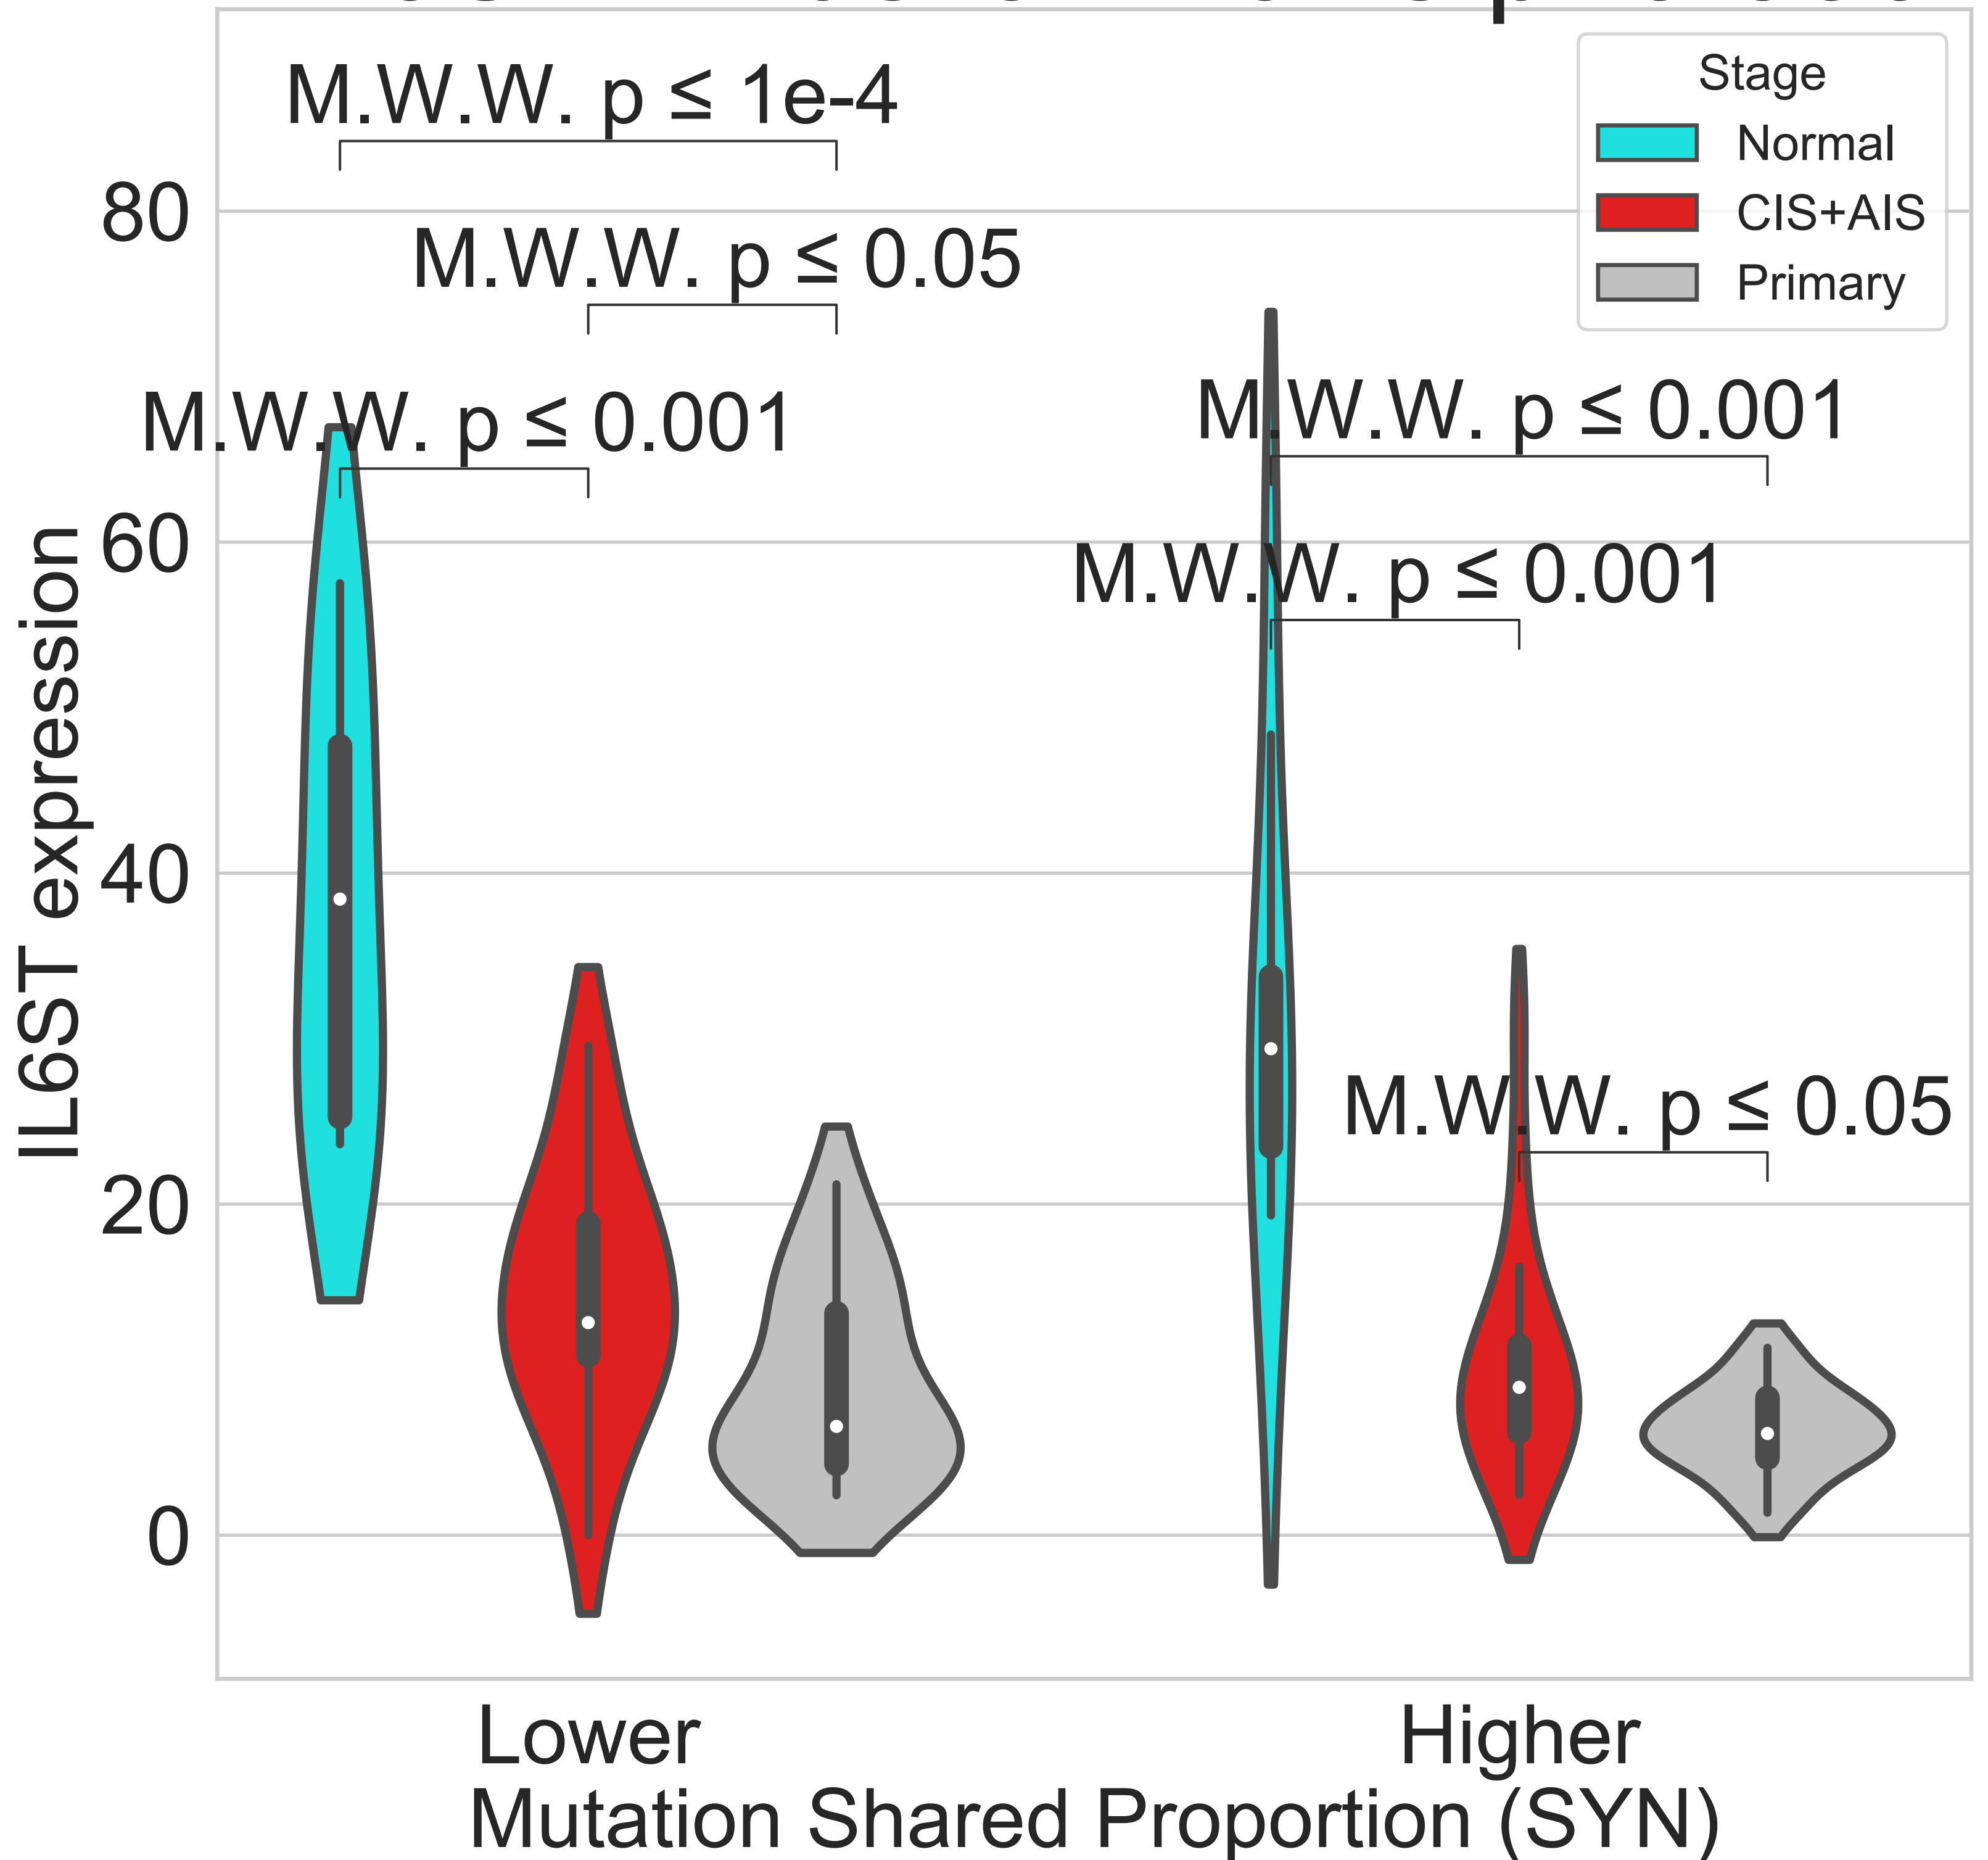 M.W.W. p ≤ 1e-4
M.W.W. p ≤ 0.05
M.W.W. p ≤ 0.001
M.W.W. p ≤ 0.001
M.W.W. p ≤ 0.001
M.W.W. p ≤ 0.05
Stage
Normal
CIS+AIS
Primary
IL6ST expression
80
60
40
20
0
Lower
Higher
Mutation Shared Proportion (SYN)